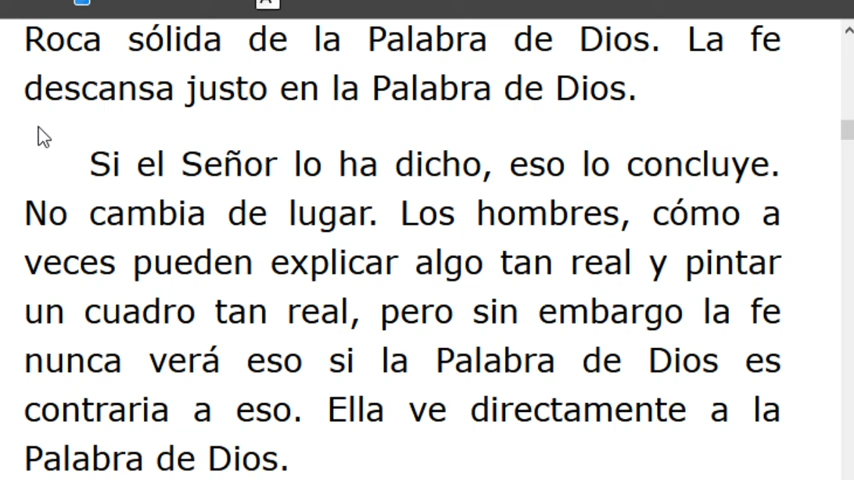 Roca sólida de la Palabra de Dios. La fe
descansa justo en la Palabra de Dios.
Si el Señor lo ha dicho, eso lo concluye.
No cambia de lugar. Los hombres, cómo a
veces pueden explicar algo tan real y pintar
un cuadro tan real, pero sin embargo la fe
nunca verá eso si la Palabra de Dios es
contraria a eso. Ella ve directamente a la
Palabra de Dios.